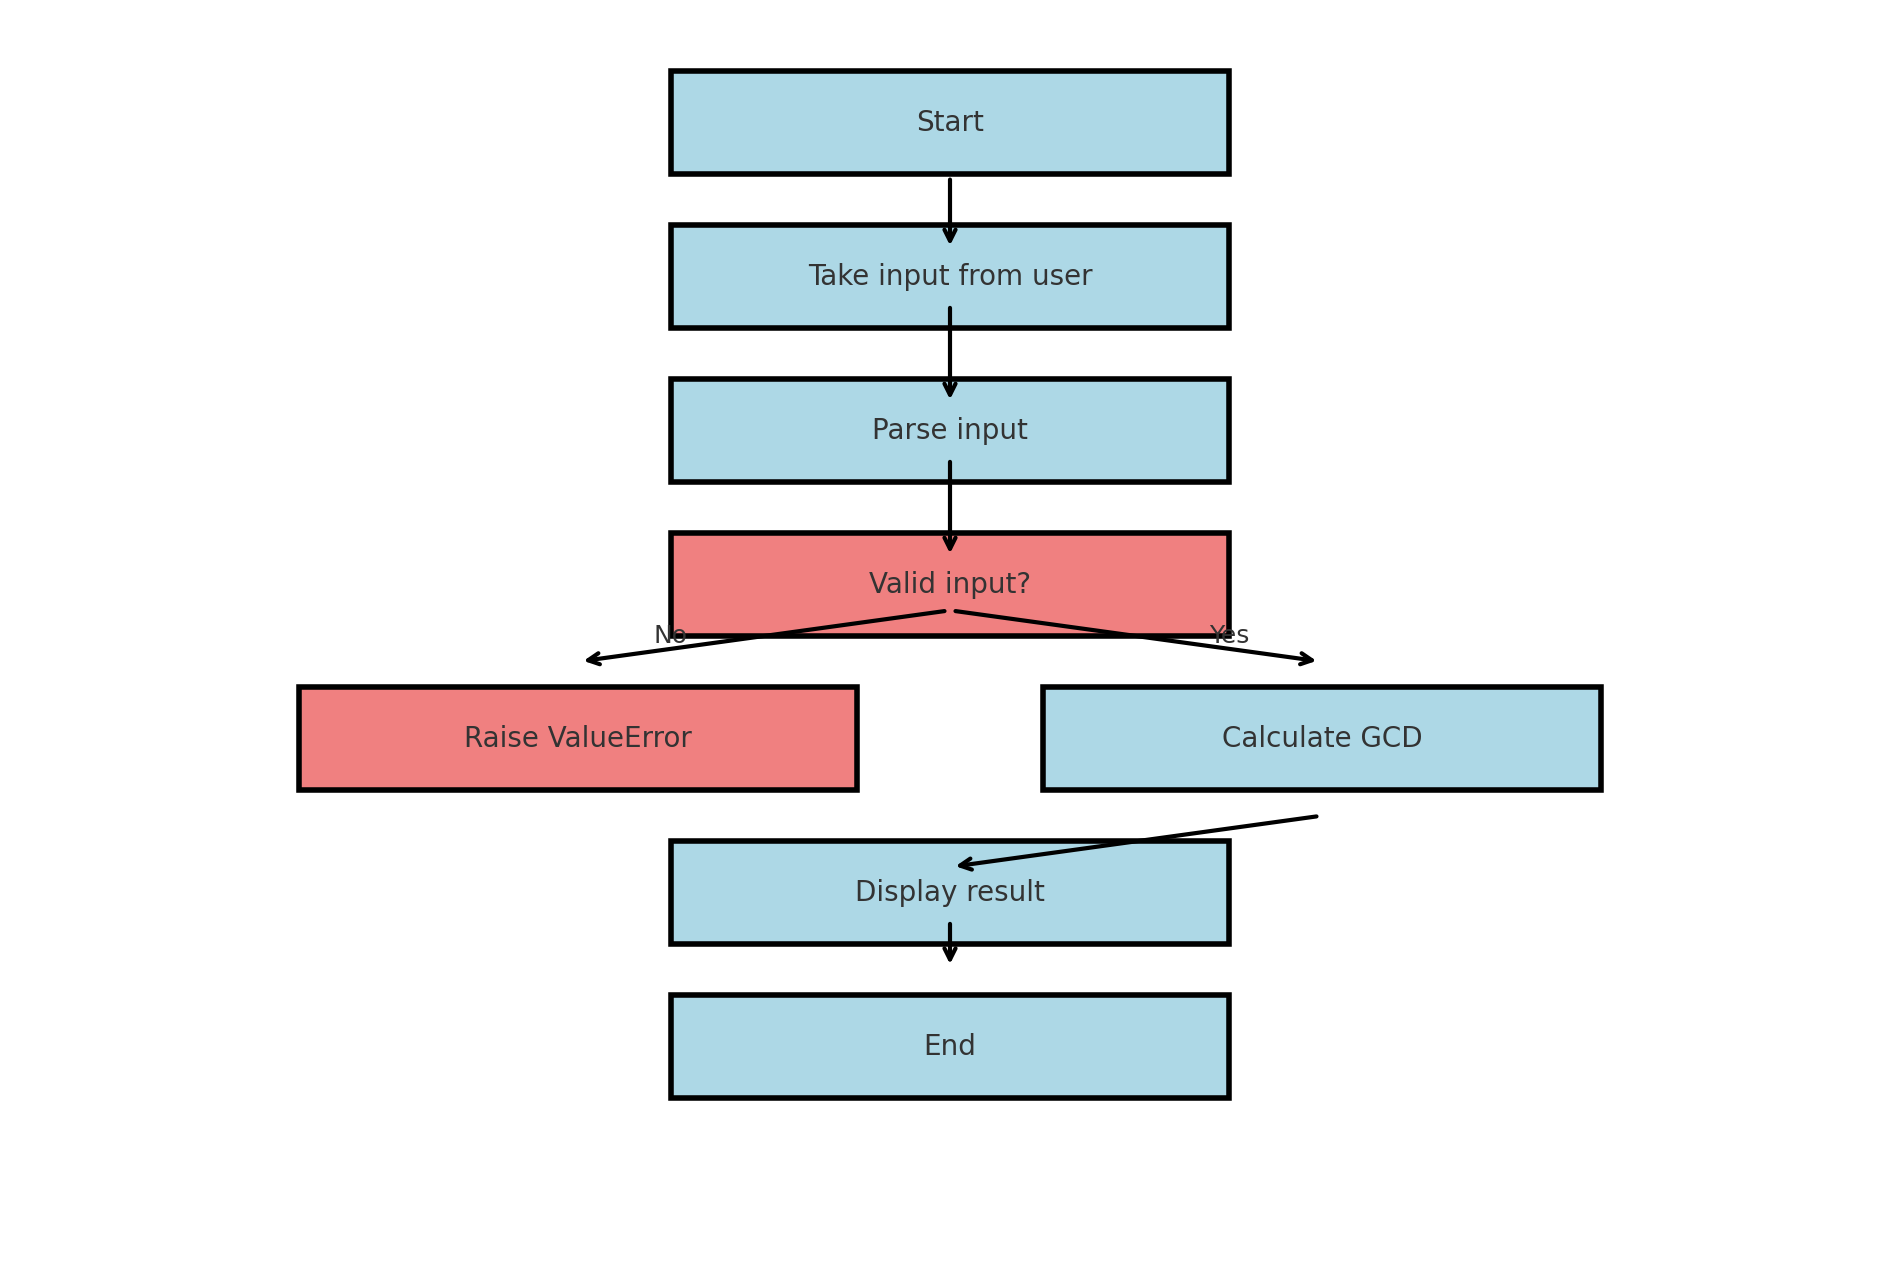 Start
Take input from user
Parse input
Valid input?
No
Yes
Raise ValueError
Calculate GCD
Display result
End